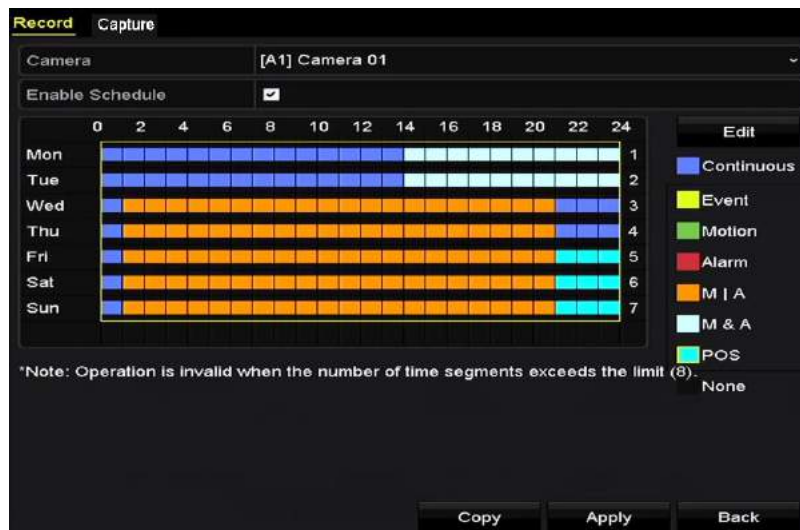 Record Capture
Camera [A1] Camera 01
Enable Schedule
0 2 4 6 8 10 12 14 16 18 20 22 24
Edit
Mon 1
Continuous
Tue 2
Wed 3
Event
Thu 4
Motion
Fri 5
Alarm
Sat 6
M | A
Sun 7
M & A
POS
*Note: Operation is invalid when the number of time segments exceeds the limit (8).
None
Copy Apply Back